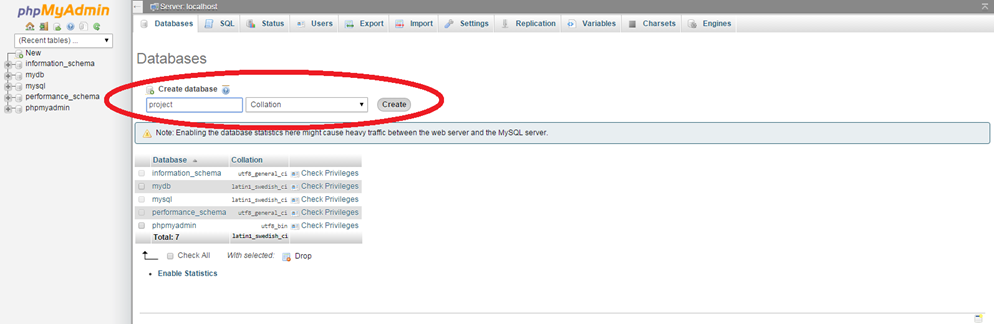 phpMyAdmin
(Recent tables) ...
New
information_schema
mydb
mysql
performance_schema
phpmyadmin
Server: localhost
Databases SQL Status Users Export Import Settings Replication Variables Charsets Engines
Databases
Create database
project Collation Create
Note: Enabling the database statistics here might cause heavy traffic between the web server and the MySQL server.
Database Collation
information_schema utf8_general_ci Check Privileges
mydb latin1_swedish_ci Check Privileges
mysql latin1_swedish_ci Check Privileges
performance_schema utf8_general_ci Check Privileges
phpmyadmin utf8_bin Check Privileges
Total: 7 latin1_swedish_ci
Check All With selected: Drop
Enable Statistics